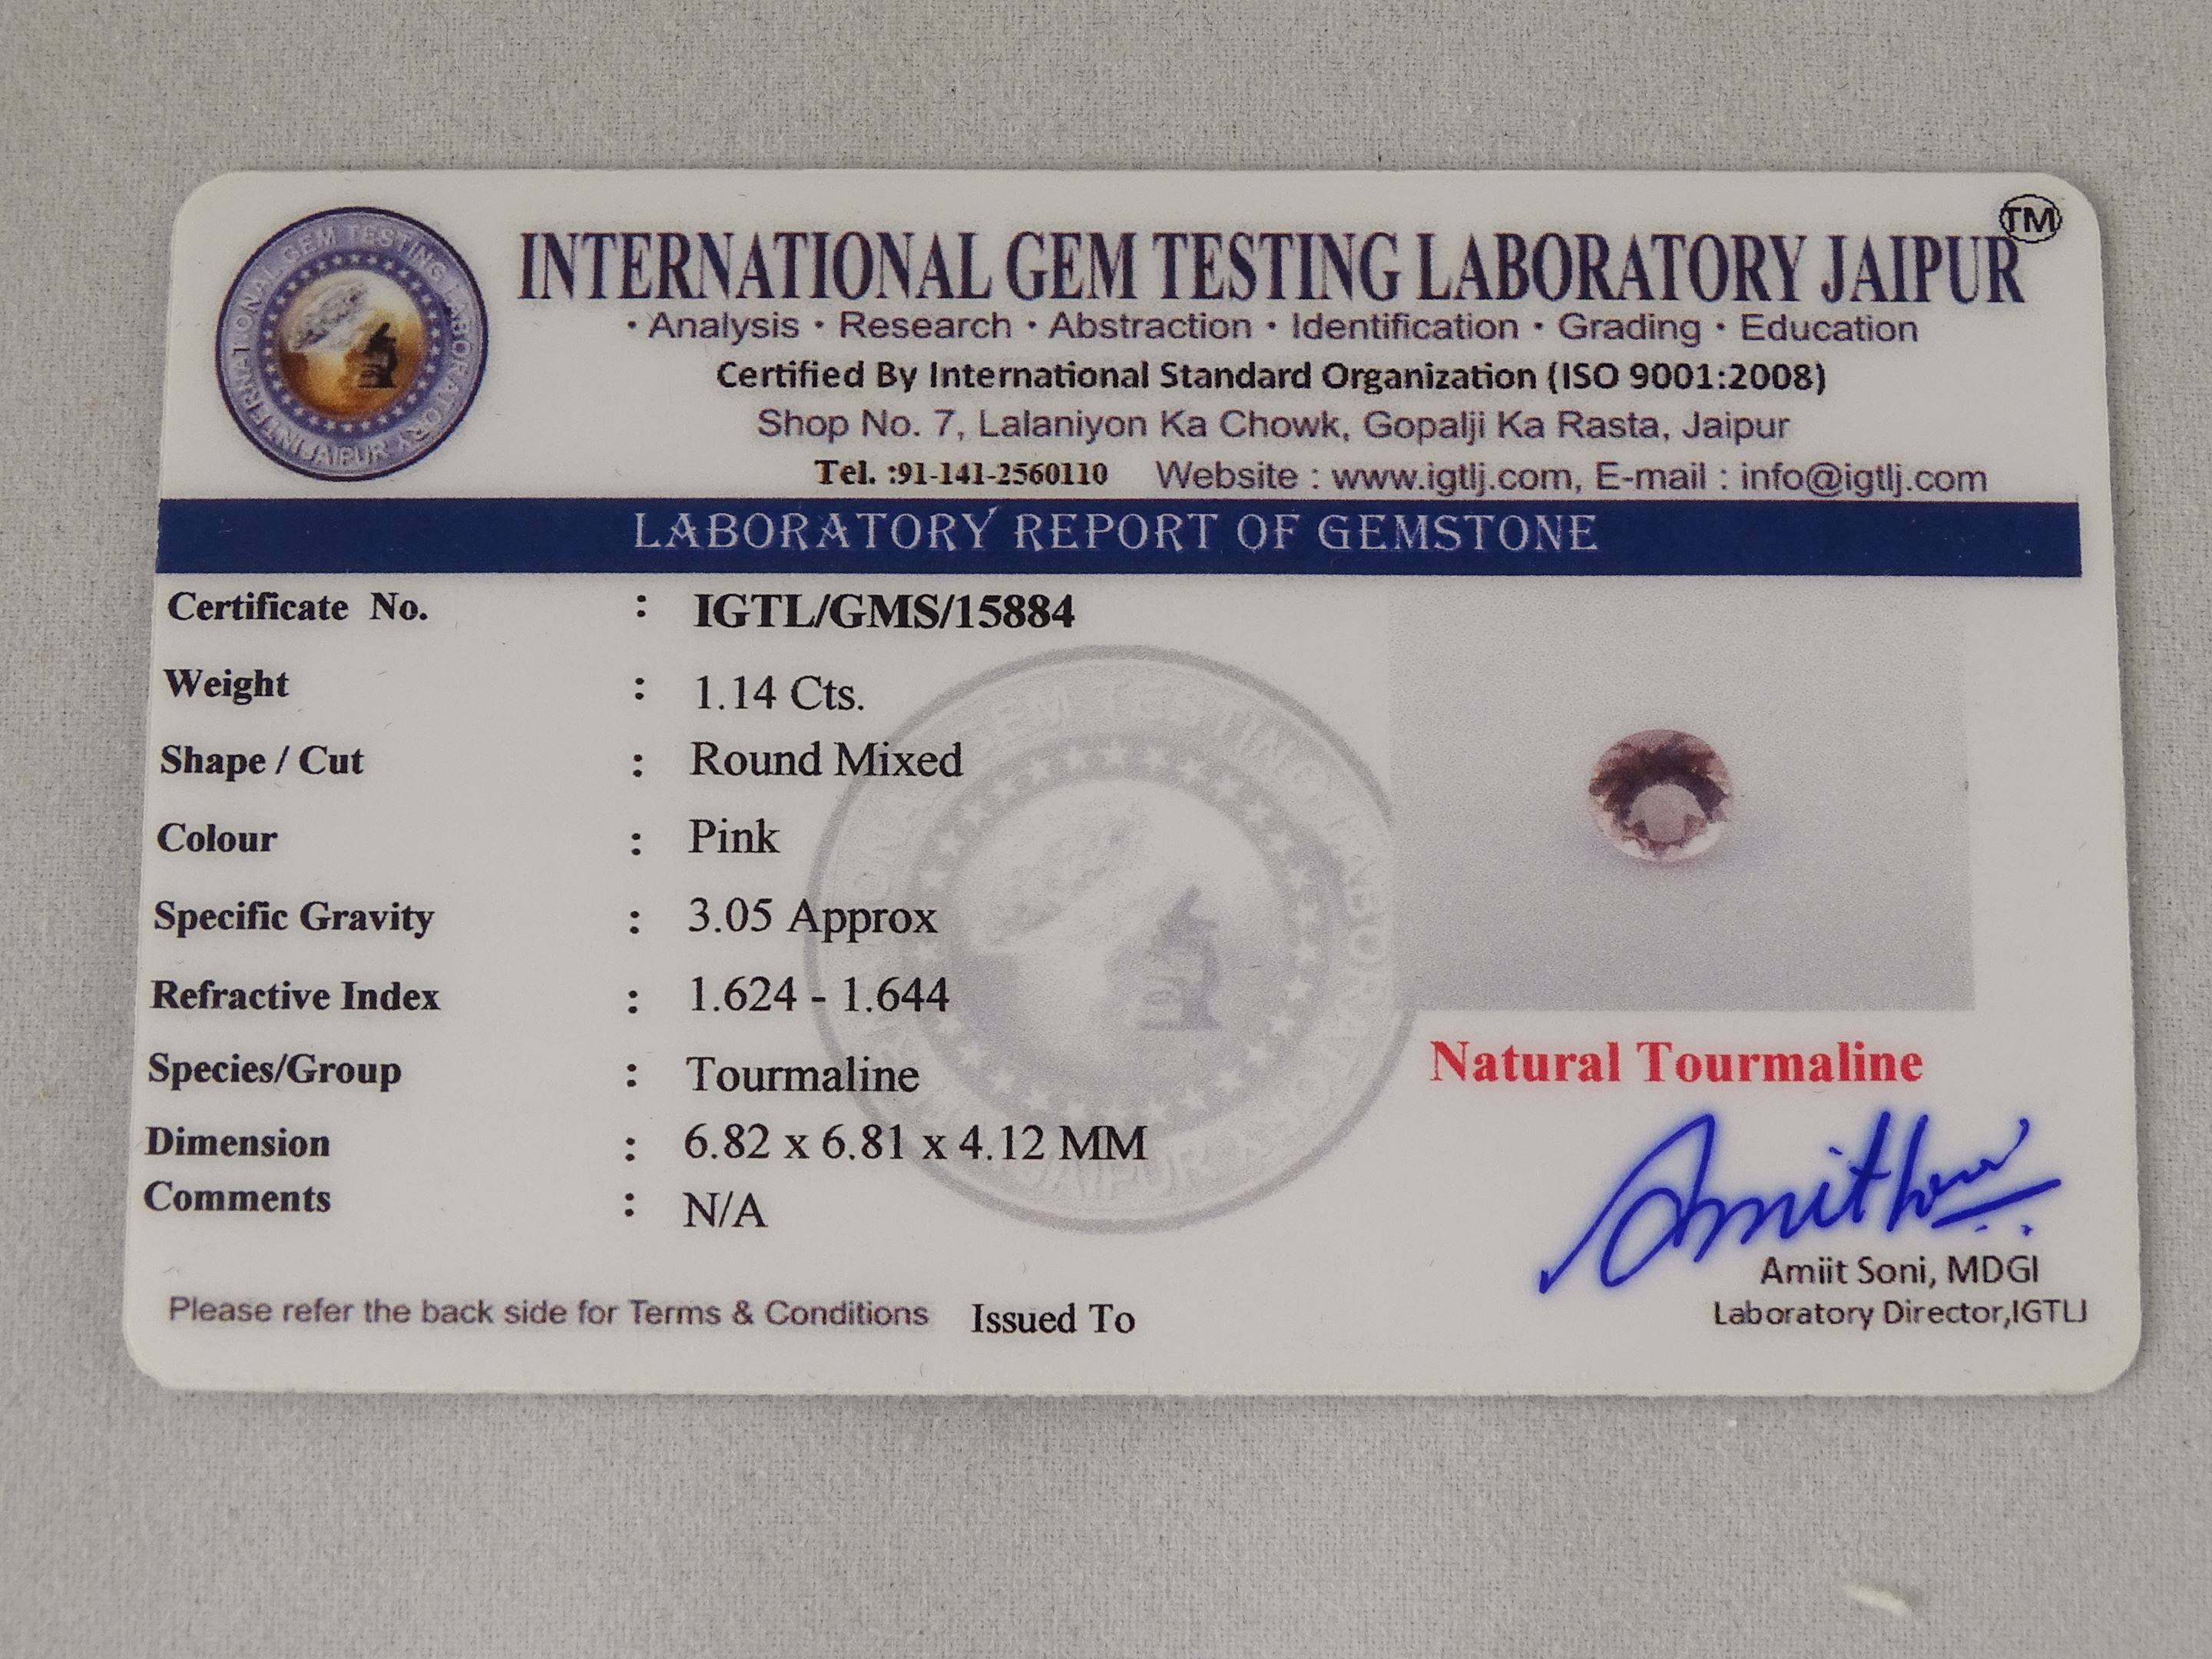 INTERNATIONAL GEM TESTING LABORATORY JAIPUR TM
INTERNATIONAL GEM TESTING LABORATORY JAIPUR
• Analysis • Research • Abstraction • Identification • Grading • Education
Certified By International Standard Organization (ISO 9001:2008)
Shop No. 7, Lalaniyon Ka Chowk, Gopalji Ka Rasta, Jaipur
Tel. :91-141-2560110 Website : www.igtlj.com, E-mail : info@igtlj.com
LABORATORY REPORT OF GEMSTONE
Certificate No. : IGTL/GMS/15884
Weight : 1.14 Cts.
Shape / Cut : Round Mixed
Colour : Pink
Specific Gravity : 3.05 Approx
Refractive Index : 1.624 - 1.644
Species/Group : Tourmaline
Dimension : 6.82 x 6.81 x 4.12 MM
Comments : N/A
Natural Tourmaline
Amiit Soni, MDGI
Laboratory Director,IGTLJ
Please refer the back side for Terms & Conditions Issued To